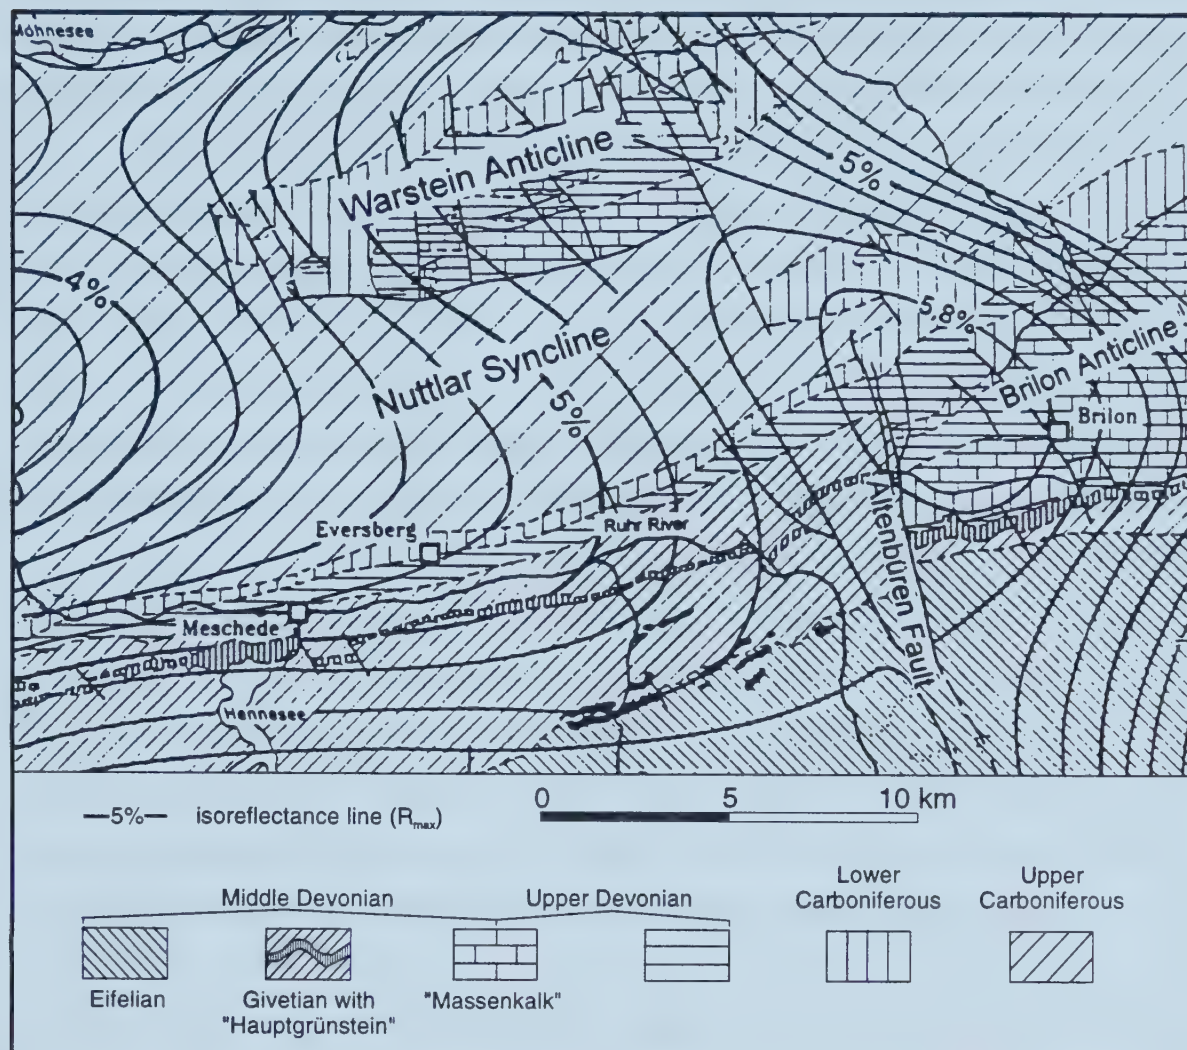 Möhnesee
Warstein Anticline
5%
4%
5.8%
Nuttlar Syncline
5%
Brilon Anticline
Brilon
Eversberg
Ruhr River
Altenbüren Fault
Meschede
Hennesee
—5%— isoreflectance line (Rmax)
0 5 10 km
Middle Devonian
Upper Devonian
Lower
Carboniferous
Upper
Carboniferous
Eifelian
Givetian with
"Hauptgrünstein"
"Massenkalk"